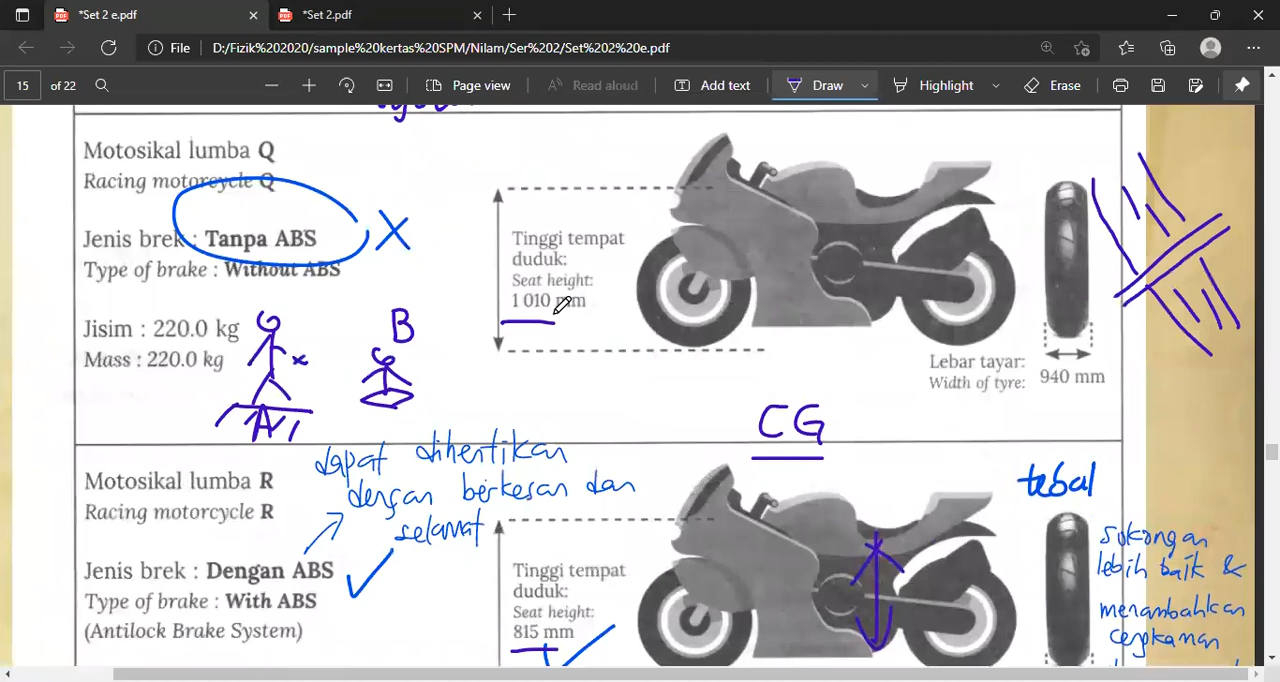 *Set 2 e.pdf
*Set 2.pdf
File D:/Fizik%202020/sample%20kertas%20SPM/Nilam/Ser%202/Set%202%20e.pdf
15 of 22
Page view
Read aloud
Add text
Draw
Highlight
Erase
Motosikal lumba Q
Racing motorcycle Q
Jenis brek : Tanpa ABS
Type of brake : Without ABS
X
Jisim : 220.0 kg
Mass : 220.0 kg
B
A
Tinggi tempat
duduk:
Seat height:
1 010 mm
Lebar tayar:
Width of tyre:
940 mm
CG
Motosikal lumba R
Racing motorcycle R
dapat dihentikan
dengan berkesan dan
selamat
Jenis brek : Dengan ABS
Type of brake : With ABS
(Antilock Brake System)
Tinggi tempat
duduk:
Seat height:
815 mm
tebal
sokongan
lebih baik &
menambahkan
cengkaman